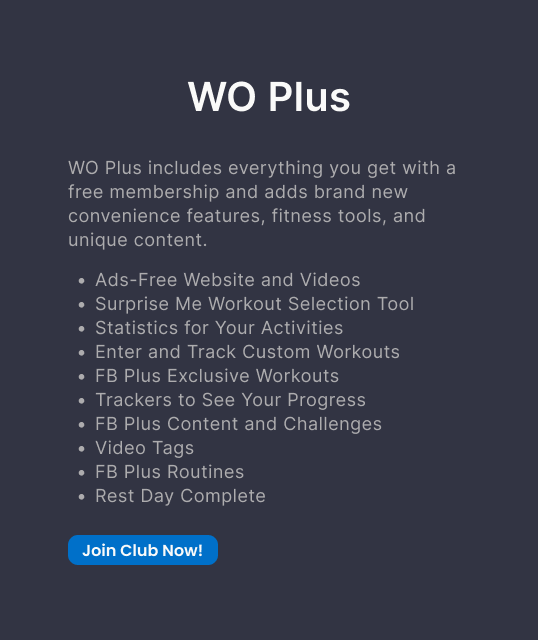 WO Plus
WO Plus includes everything you get with a
free membership and adds brand new
convenience features, fitness tools, and
unique content.
• Ads-Free Website and Videos
• Surprise Me Workout Selection Tool
• Statistics for Your Activities
• Enter and Track Custom Workouts
• FB Plus Exclusive Workouts
• Trackers to See Your Progress
• FB Plus Content and Challenges
• Video Tags
• FB Plus Routines
• Rest Day Complete
Join Club Now!